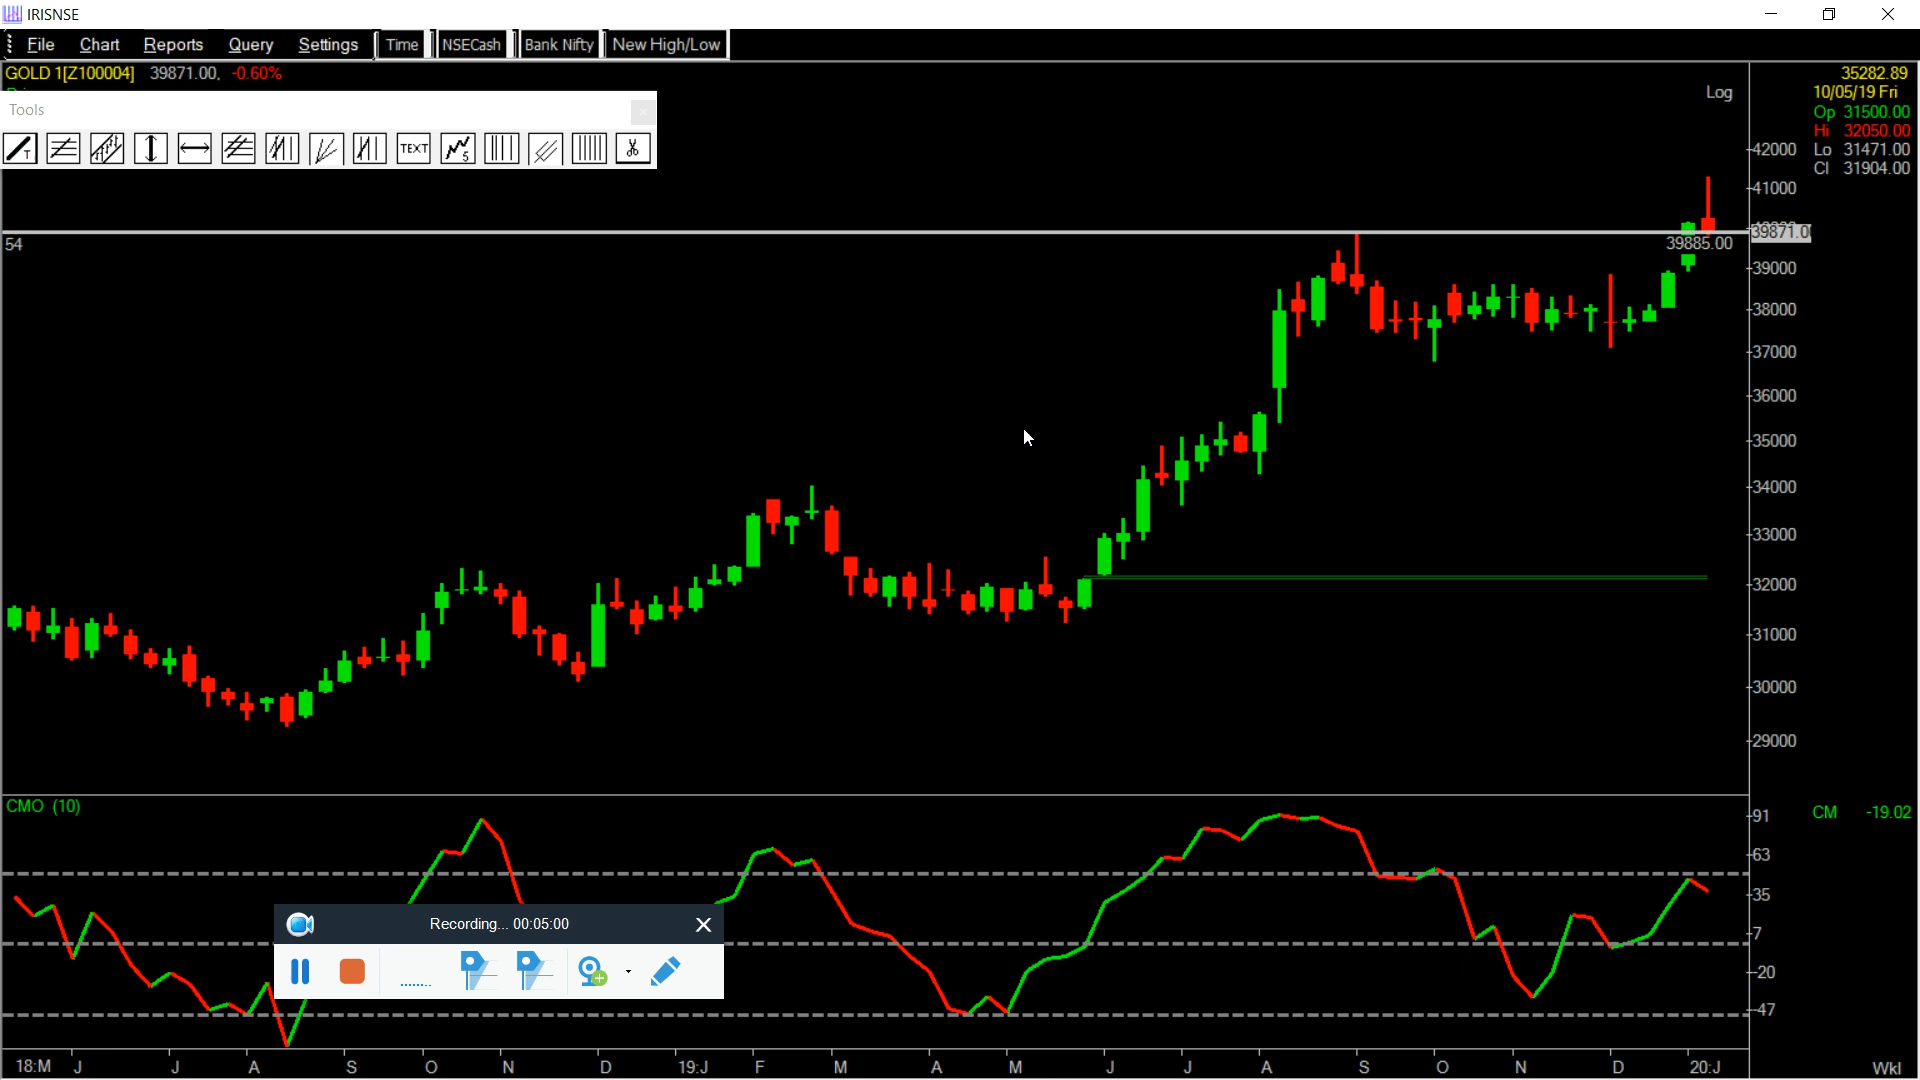 IRISNSE
File Chart Reports Query Settings Time NSECash Bank Nifty New High/Low
GOLD 1[Z100004] 39871.00, -0.60%
Tools
TEXT
5
Log
35282.89
10/05/19 Fri
Op 31500.00
Hi 32050.00
Lo 31471.00
Cl 31904.00
42000
41000
39871.00
54
39885.00
39000
38000
37000
36000
35000
34000
33000
32000
31000
30000
29000
CMO (10)
CM -19.02
91
63
35
7
-20
-47
Recording... 00:05:00
18:M J J A S O N D 19:J F M A M J J A S O N D 20:J Wkl